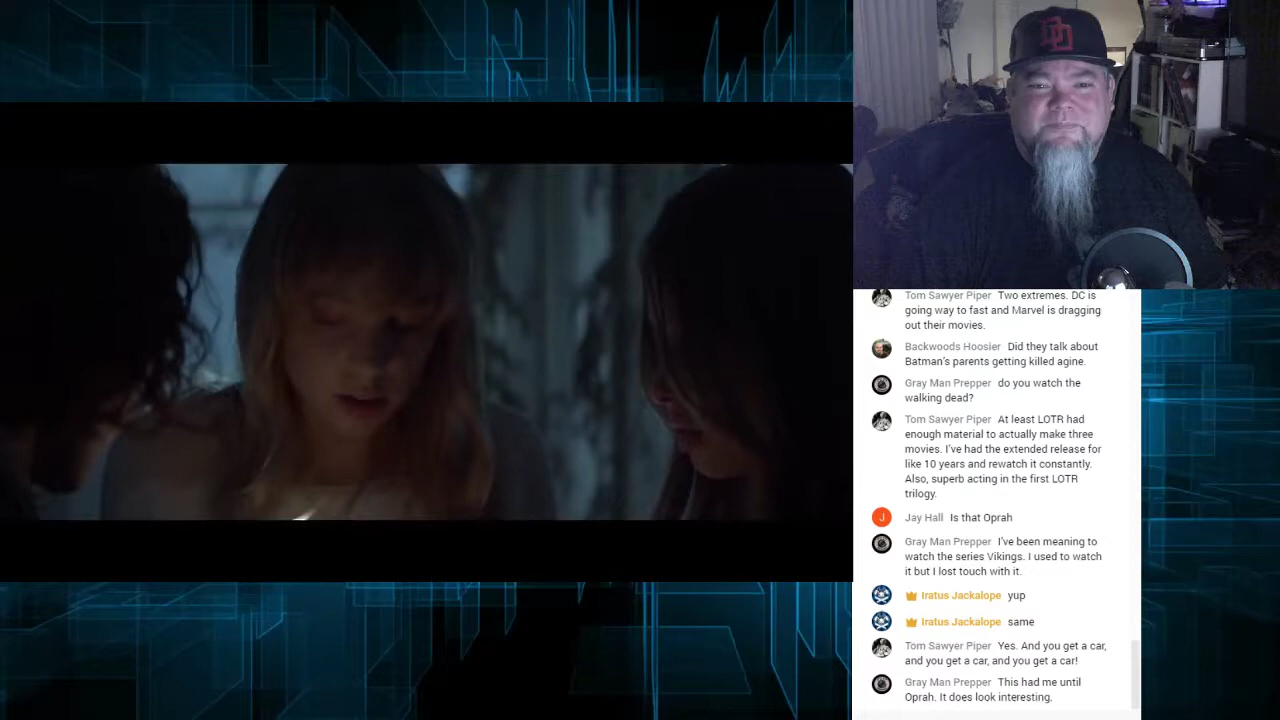 Tom Sawyer Piper Two extremes. DC is
going way to fast and Marvel is dragging
out their movies.
Backwoods Hoosier Did they talk about
Batman's parents getting killed agine.
Gray Man Prepper do you watch the
walking dead?
Tom Sawyer Piper At least LOTR had
enough material to actually make three
movies. I've had the extended release for
like 10 years and rewatch it constantly.
Also, superb acting in the first LOTR
trilogy.
J Jay Hall Is that Oprah
Gray Man Prepper I've been meaning to
watch the series Vikings. I used to watch
it but I lost touch with it.
Iratus Jackalope yup
Iratus Jackalope same
Tom Sawyer Piper Yes. And you get a car,
and you get a car, and you get a car!
Gray Man Prepper This had me until
Oprah. It does look interesting.